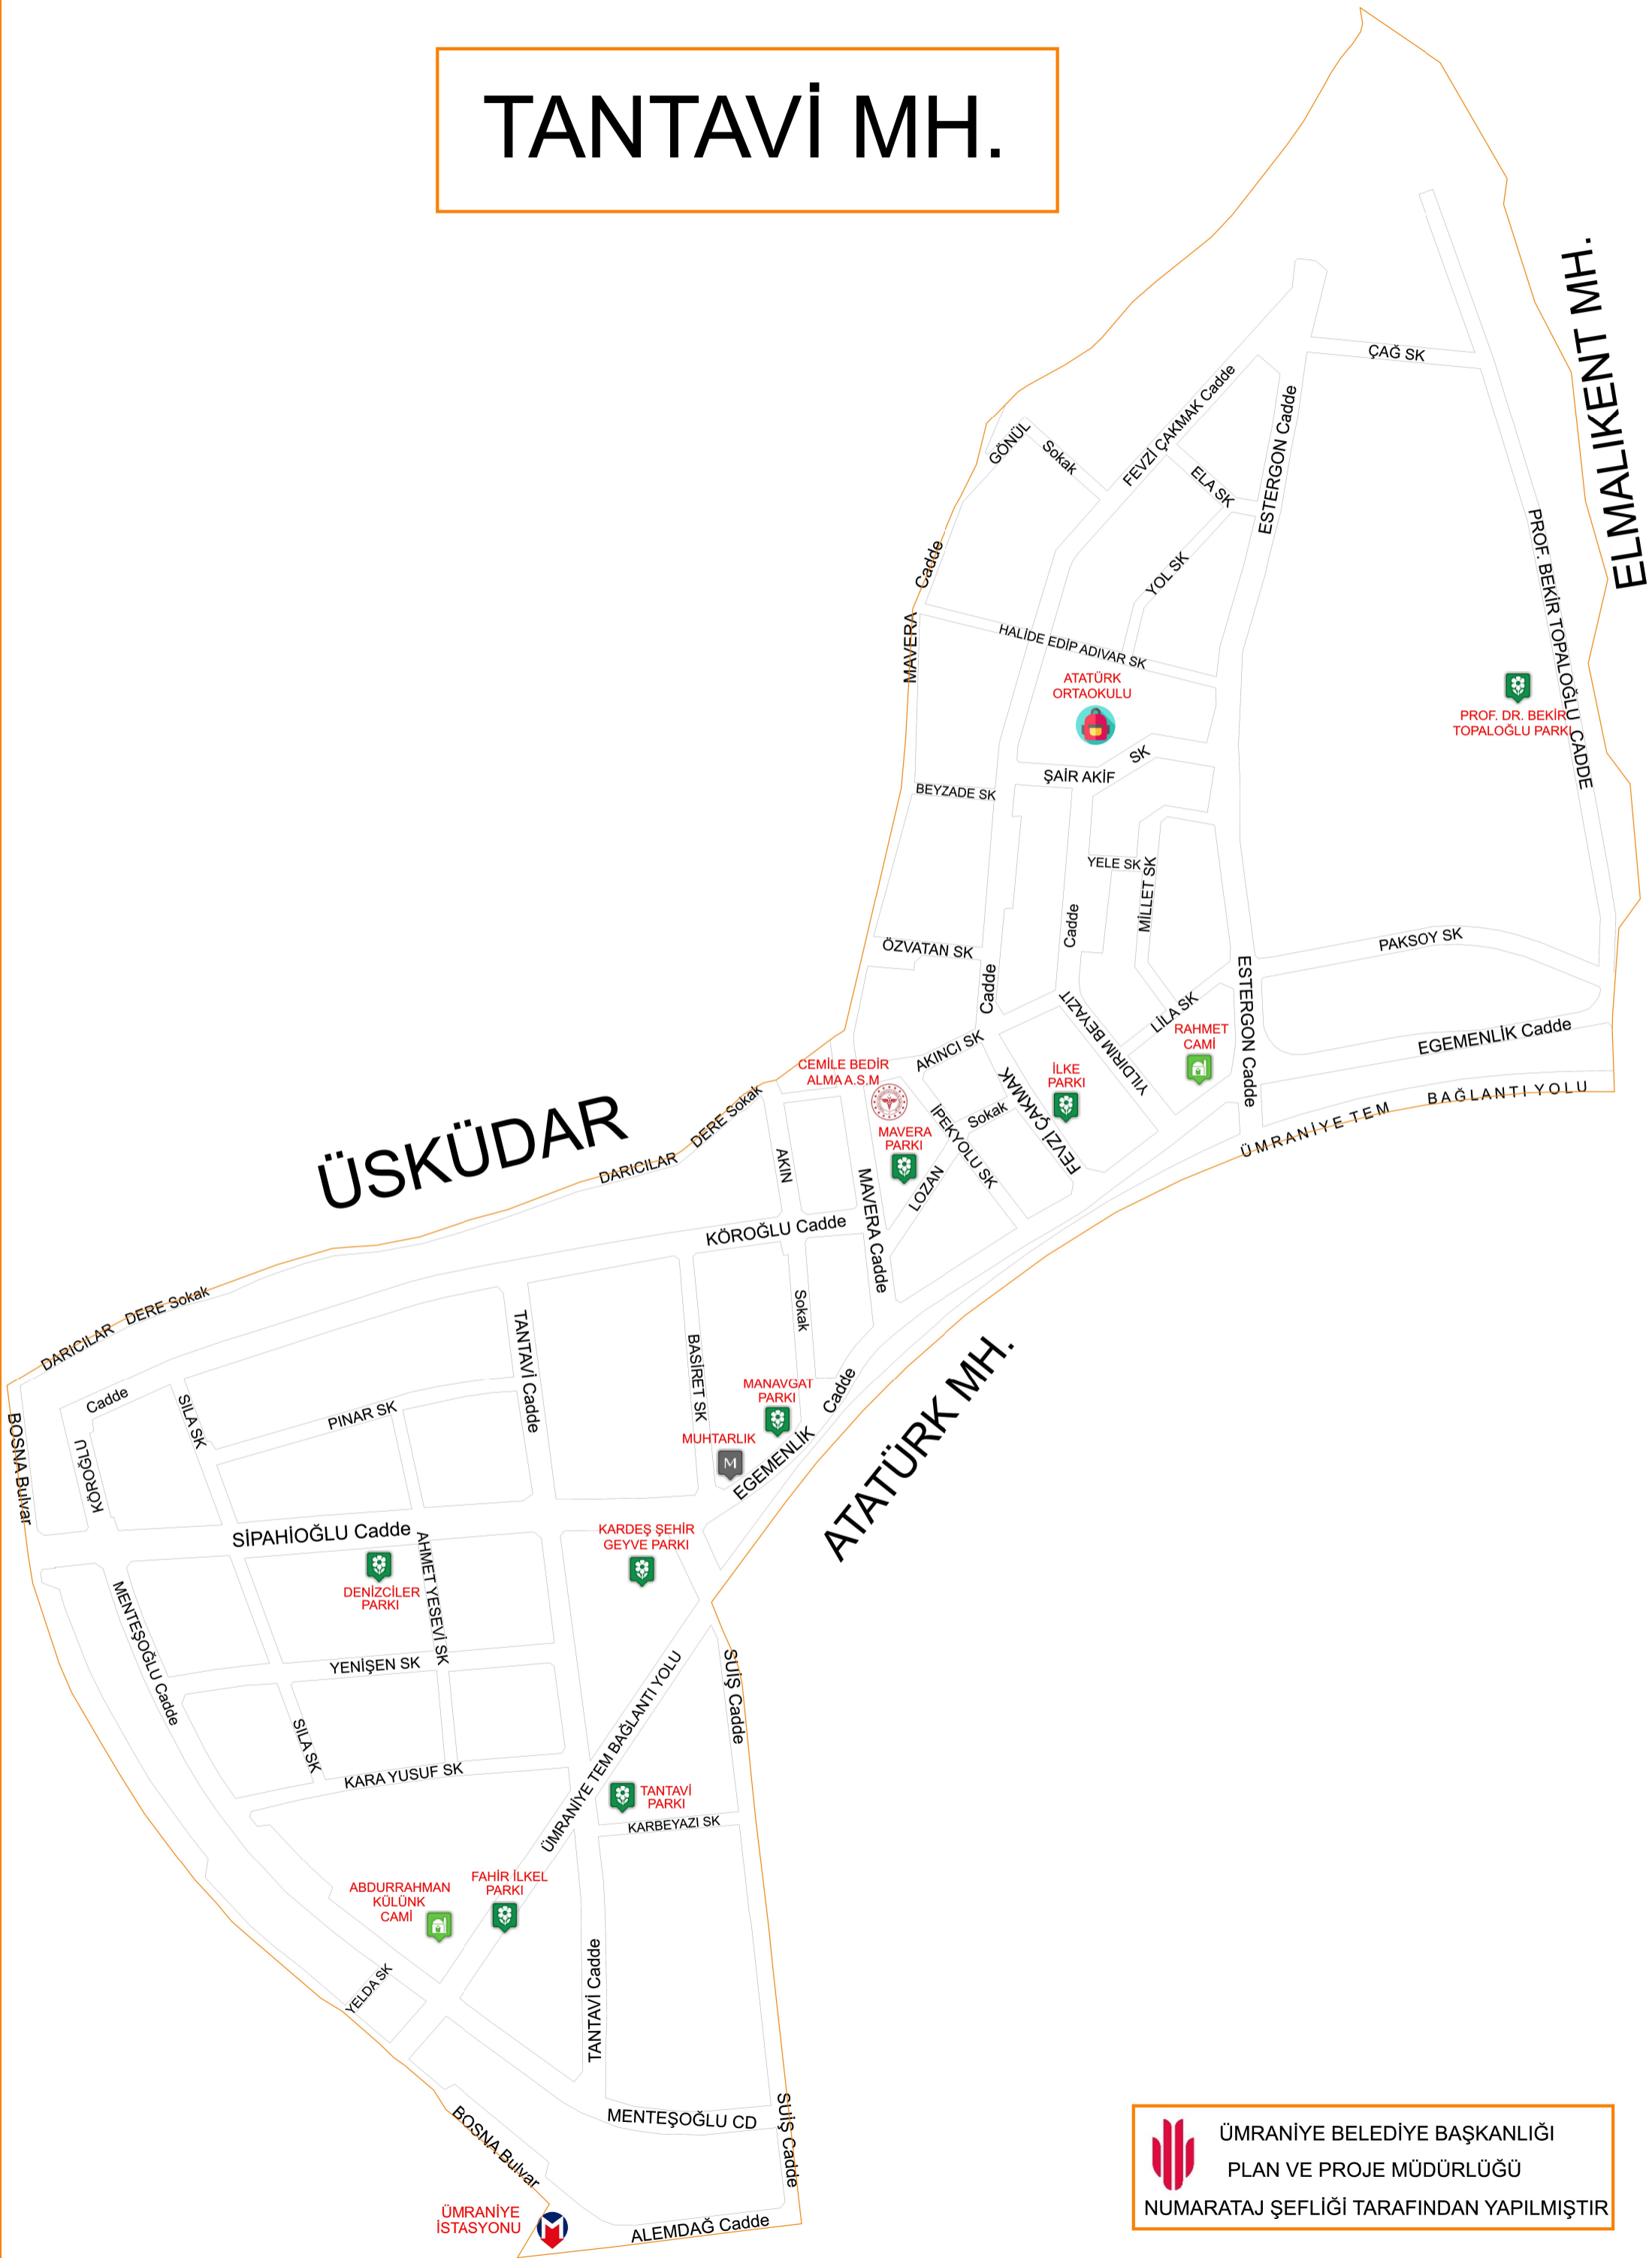 TANTAVİ MH.
ELMALIKENT MH.
ÇAĞ SK
FEVZİ ÇAKMAK Cadde
ESTERGON Cadde
GÖNÜL
Sokak
ELA SK
YOL SK
PROF. BEKİR TOPALOĞLU CADDE
MAVERA
Cadde
HALİDE EDİP ADIVAR SK
ATATÜRK
ORTAOKULU
PROF. DR. BEKİR
TOPALOĞLU PARKI
ŞAİR AKİF
SK
BEYZADE SK
YELE SK
MİLLET SK
Cadde
ÖZVATAN SK
PAKSOY SK
Cadde
ESTERGON Cadde
YILDIRIM BEYAZIT
LİLA SK
RAHMET
CAMİ
EGEMENLİK Cadde
AKINCI SK
CEMİLE BEDİR
ALMA A.S.M
FEVZİ ÇAKMAK
İLKE
PARKI
İPEKYOLU SK
Sokak
LOZAN
MAVERA
PARKI
ÜMRANİYE TEM BAĞLANTI YOLU
ÜSKÜDAR
DARICILAR DERE Sokak
AKIN
MAVERA Cadde
KÖROĞLU Cadde
Sokak
DARICILAR DERE Sokak
TANTAVİ Cadde
BASİRET SK
MANAVGAT
PARKI
Cadde
ATATÜRK MH.
MUHTARLIK
M
EGEMENLİK
Cadde
SILA SK
PINAR SK
BOSNA Bulvar
KÖROĞLU
SİPAHİOĞLU Cadde
KARDEŞ ŞEHİR
GEYVE PARKI
DENİZCİLER
PARKI
AHMET YESEVİ SK
MENTEŞOĞLU Cadde
YENİŞEN SK
SUİŞ Cadde
ÜMRANİYE TEM BAĞLANTI YOLU
SILA SK
KARA YUSUF SK
TANTAVİ
PARKI
KARBEYAZI SK
ABDURRAHMAN
KÜLÜNK
CAMİ
FAHİR İLKEL
PARKI
YELDA SK
TANTAVİ Cadde
MENTEŞOĞLU CD
SUİŞ Cadde
BOSNA Bulvar
ÜMRANİYE
İSTASYONU
M
ALEMDAĞ Cadde
ÜMRANİYE BELEDİYE BAŞKANLIĞI
PLAN VE PROJE MÜDÜRLÜĞÜ
NUMARATAJ ŞEFLİĞİ TARAFINDAN YAPILMIŞTIR